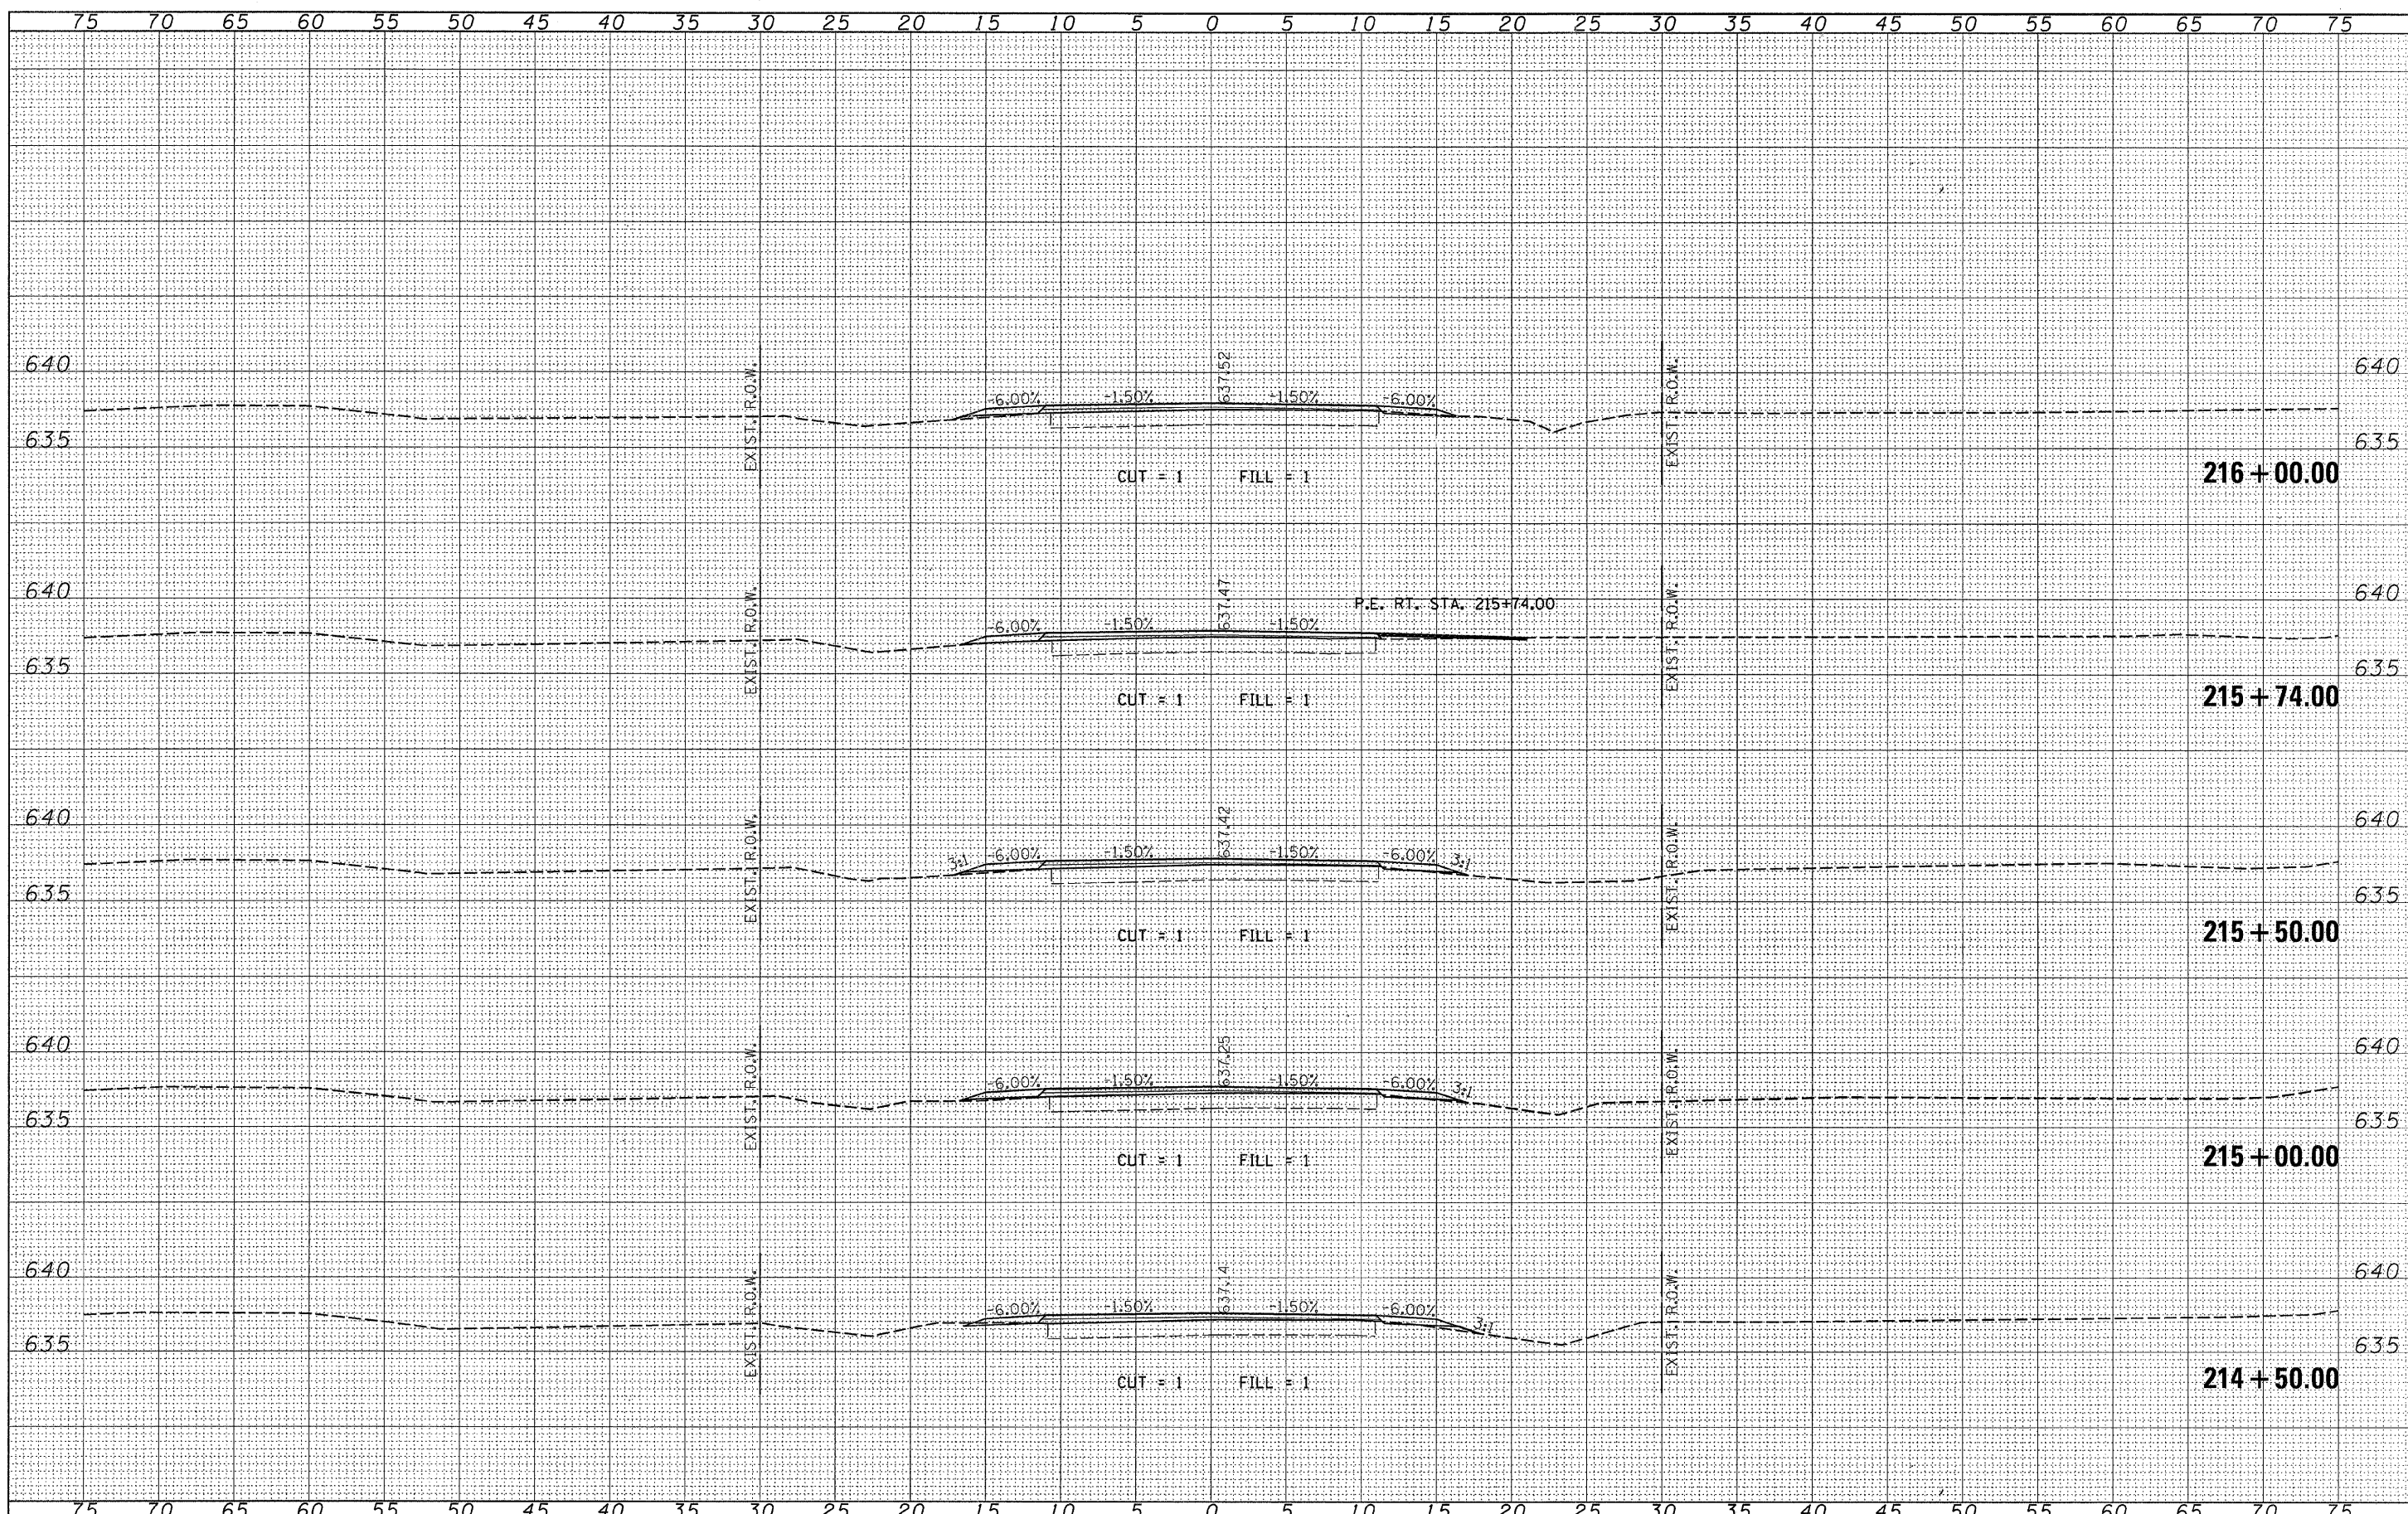 75 70 65 60 55 50 45 40 35 30 25 20 15 10 5 0 5 10 15 20 25 30 35 40 45 50 55 60 65 70 75
640 EXIST. R.O.W. 637.52 EXIST. R.O.W. 640
-6.00% -1.50% -1.50% -6.00%
635 635
CUT = 1 FILL = 1 216+00.00
640 EXIST. R.O.W. 637.47 P.E. RT. STA. 215+74.00 EXIST. R.O.W. 640
-6.00% -1.50% -1.50%
635 635
CUT = 1 FILL = 1 215+74.00
640 EXIST. R.O.W. 637.42 EXIST. R.O.W. 640
3:1 -6.00% -1.50% -1.50% -6.00% 3:1
635 635
CUT = 1 FILL = 1 215+50.00
640 EXIST. R.O.W. 637.25 EXIST. R.O.W. 640
-6.00% -1.50% -1.50% -6.00% 3:1
635 635
CUT = 1 FILL = 1 215+00.00
640 EXIST. R.O.W. EXIST. R.O.W. 640
-6.00% -1.50% -1.50% -6.00% 3:1
635 635
CUT = 1 FILL = 1 214+50.00
75 70 65 60 55 50 45 40 35 30 25 20 15 10 5 0 5 10 15 20 25 30 35 40 45 50 55 60 65 70 75